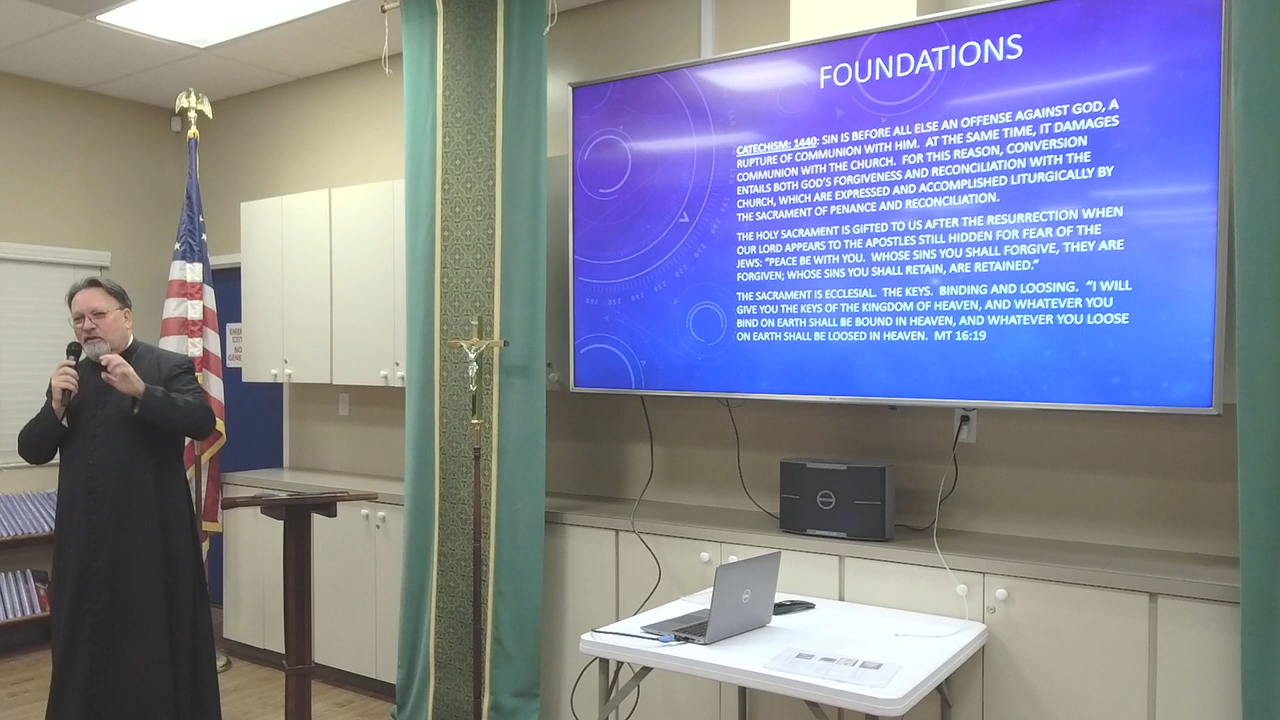 FOUNDATIONS
CATECHISM: 1440: SIN IS BEFORE ALL ELSE AN OFFENSE AGAINST GOD, A
RUPTURE OF COMMUNION WITH HIM. AT THE SAME TIME, IT DAMAGES
COMMUNION WITH THE CHURCH. FOR THIS REASON, CONVERSION
ENTAILS BOTH GOD'S FORGIVENESS AND RECONCILIATION WITH THE
CHURCH, WHICH ARE EXPRESSED AND ACCOMPLISHED LITURGICALLY BY
THE SACRAMENT OF PENANCE AND RECONCILIATION.
THE HOLY SACRAMENT IS GIFTED TO US AFTER THE RESURRECTION WHEN
OUR LORD APPEARS TO THE APOSTLES STILL HIDDEN FOR FEAR OF THE
JEWS: "PEACE BE WITH YOU. WHOSE SINS YOU SHALL FORGIVE, THEY ARE
FORGIVEN; WHOSE SINS YOU SHALL RETAIN, ARE RETAINED."
THE SACRAMENT IS ECCLESIAL. THE KEYS. BINDING AND LOOSING. "I WILL
GIVE YOU THE KEYS OF THE KINGDOM OF HEAVEN, AND WHATEVER YOU
BIND ON EARTH SHALL BE BOUND IN HEAVEN, AND WHATEVER YOU LOOSE
ON EARTH SHALL BE LOOSED IN HEAVEN. MT 16:19
DELL